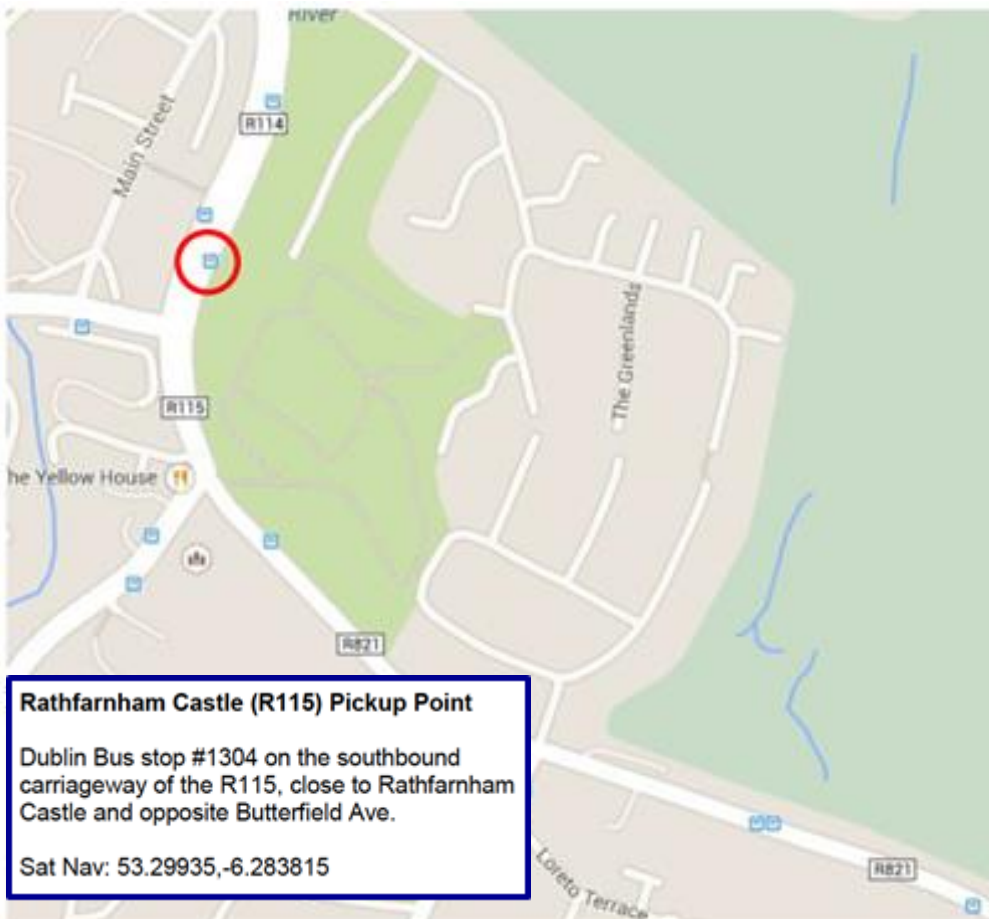 River
R114
Main Street
The Greenlands
R115
he Yellow House
R821
Rathfarnham Castle (R115) Pickup Point
Dublin Bus stop #1304 on the southbound
carriageway of the R115, close to Rathfarnham
Castle and opposite Butterfield Ave.
Sat Nav: 53.29935,-6.283815
R821
Loreto Terrace